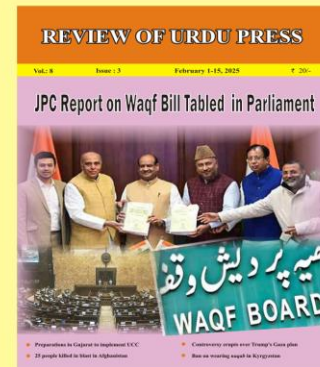 REVIEW OF URDU PRESS
Vol.: 8 Issue : 3 February 1-15, 2025 ₹ 20/-
JPC Report on Waqf Bill Tabled in Parliament
پردیش وقف
WAQF BOARD
Preparations in Gujarat to implement UCC
Controversy erupts over Trump's Gaza plan
25 people killed in blast in Afghanistan
Ban on wearing naqab in Kyrgyzstan